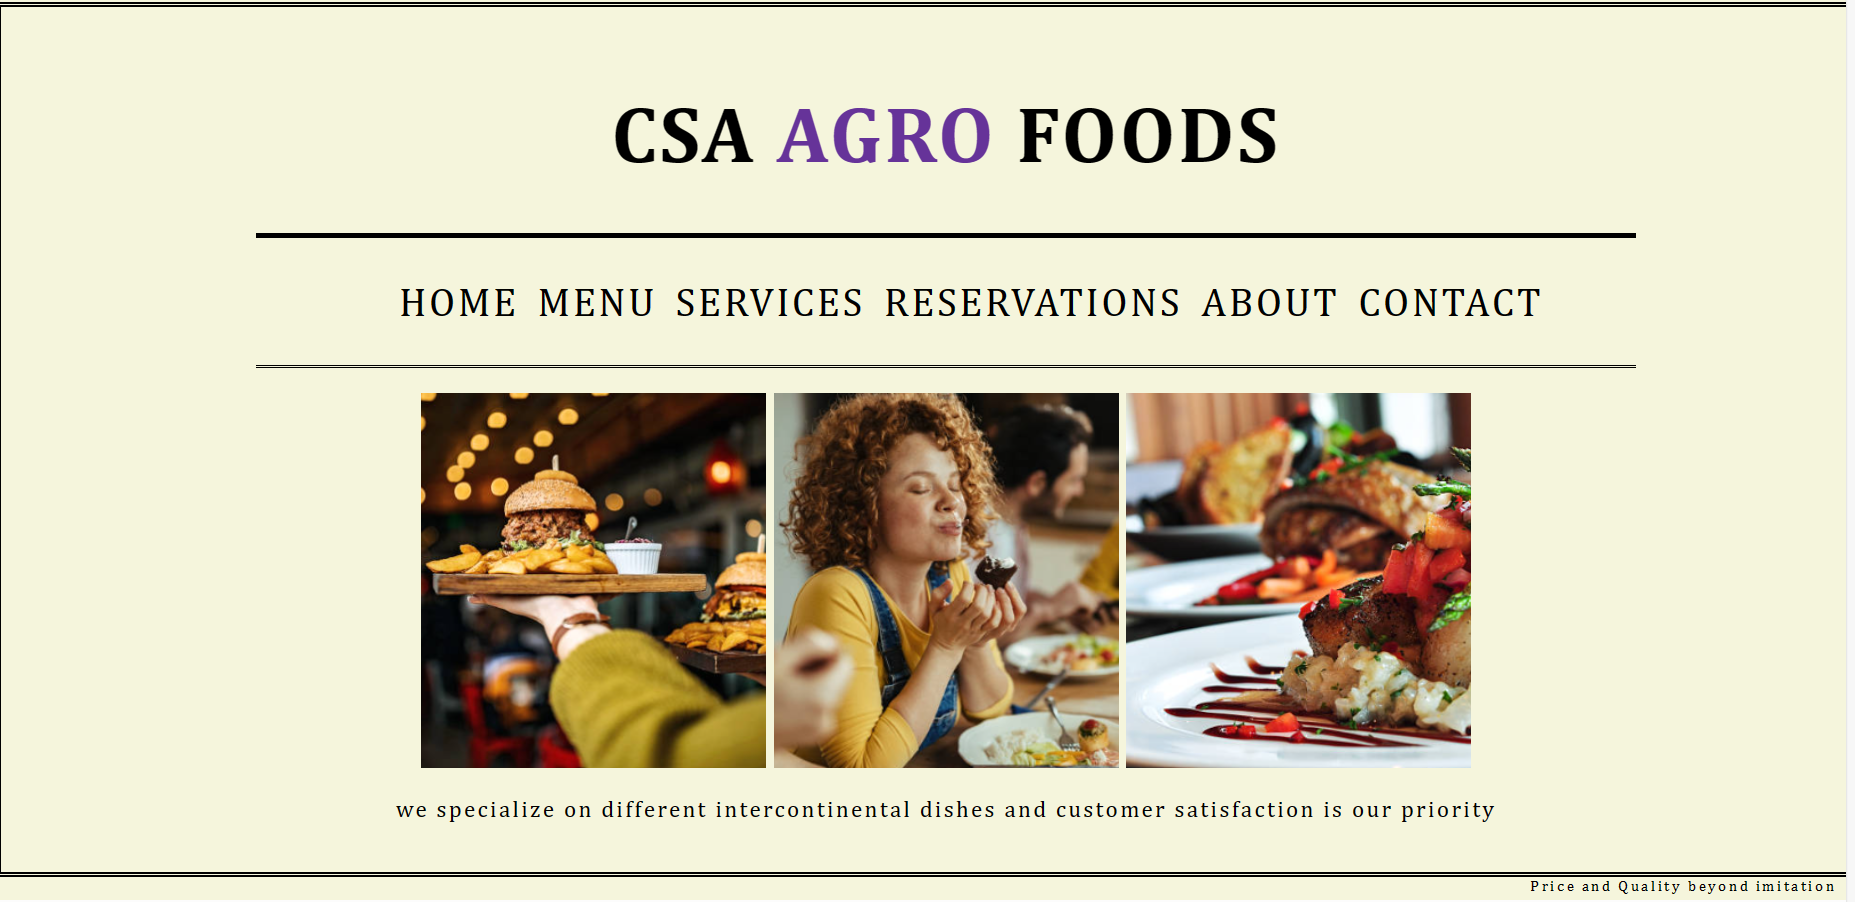 CSA AGRO FOODS
HOME MENU SERVICES RESERVATIONS ABOUT CONTACT
we specialize on different intercontinental dishes and customer satisfaction is our priority
Price and Quality beyond imitation